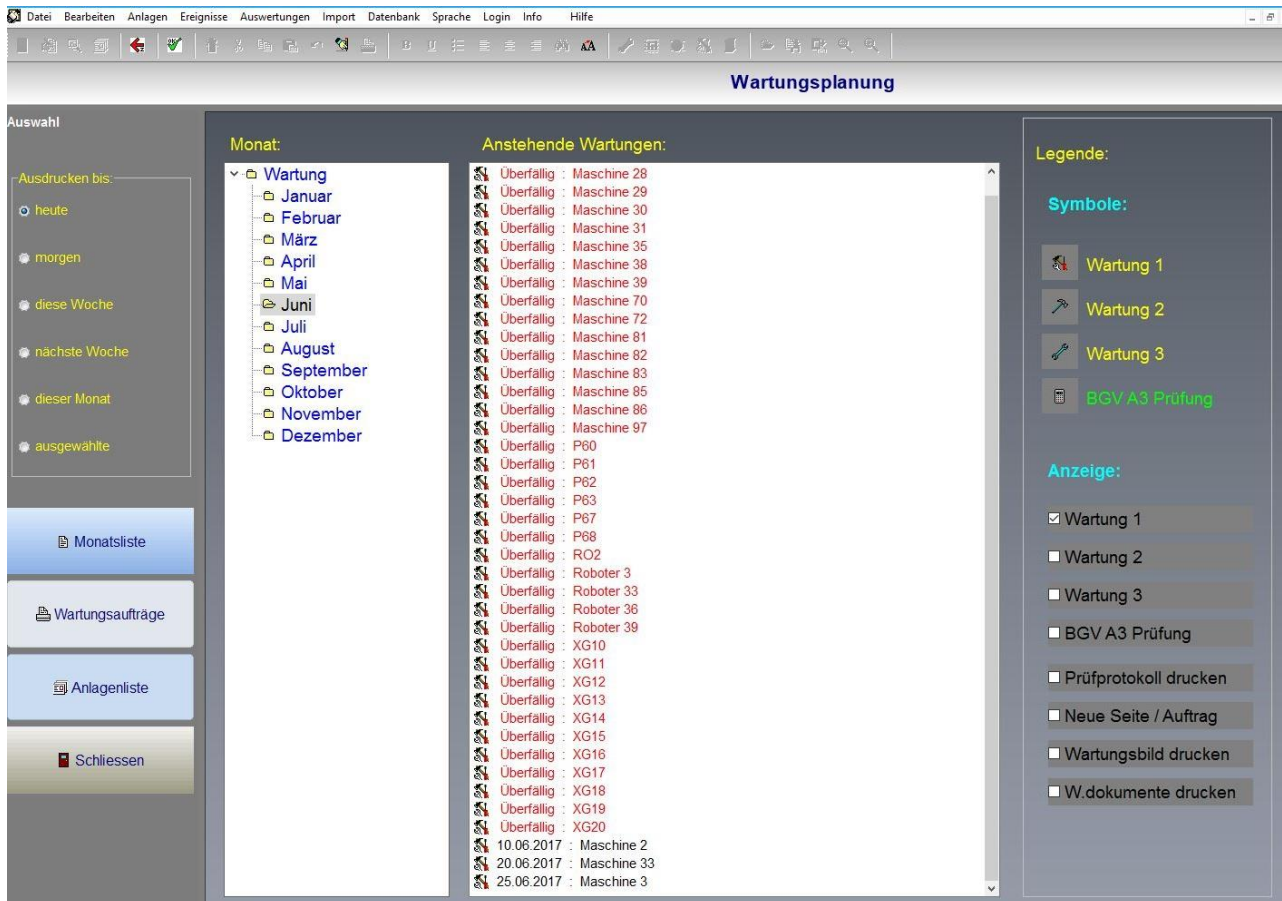 Datei Bearbeiten Anlagen Ereignisse Auswertungen Import Datenbank Sprache Login Info Hilfe
Wartungsplanung
Auswahl
Ausdrucken bis:
heute
morgen
diese Woche
nächste Woche
dieser Monat
ausgewählte
Monatsliste
Wartungsaufträge
Anlagenliste
Schliessen
Monat:
Wartung
Januar
Februar
März
April
Mai
Juni
Juli
August
September
Oktober
November
Dezember
Anstehende Wartungen:
Überfällig : Maschine 28
Überfällig : Maschine 29
Überfällig : Maschine 30
Überfällig : Maschine 31
Überfällig : Maschine 35
Überfällig : Maschine 38
Überfällig : Maschine 39
Überfällig : Maschine 70
Überfällig : Maschine 72
Überfällig : Maschine 81
Überfällig : Maschine 82
Überfällig : Maschine 83
Überfällig : Maschine 85
Überfällig : Maschine 86
Überfällig : Maschine 97
Überfällig : P60
Überfällig : P61
Überfällig : P62
Überfällig : P63
Überfällig : P67
Überfällig : P68
Überfällig : RO2
Überfällig : Roboter 3
Überfällig : Roboter 33
Überfällig : Roboter 36
Überfällig : Roboter 39
Überfällig : XG10
Überfällig : XG11
Überfällig : XG12
Überfällig : XG13
Überfällig : XG14
Überfällig : XG15
Überfällig : XG16
Überfällig : XG17
Überfällig : XG18
Überfällig : XG19
Überfällig : XG20
10.06.2017 : Maschine 2
20.06.2017 : Maschine 33
25.06.2017 : Maschine 3
Legende:
Symbole:
Wartung 1
Wartung 2
Wartung 3
BGV A3 Prüfung
Anzeige:
Wartung 1
Wartung 2
Wartung 3
BGV A3 Prüfung
Prüfprotokoll drucken
Neue Seite / Auftrag
Wartungsbild drucken
W.dokumente drucken